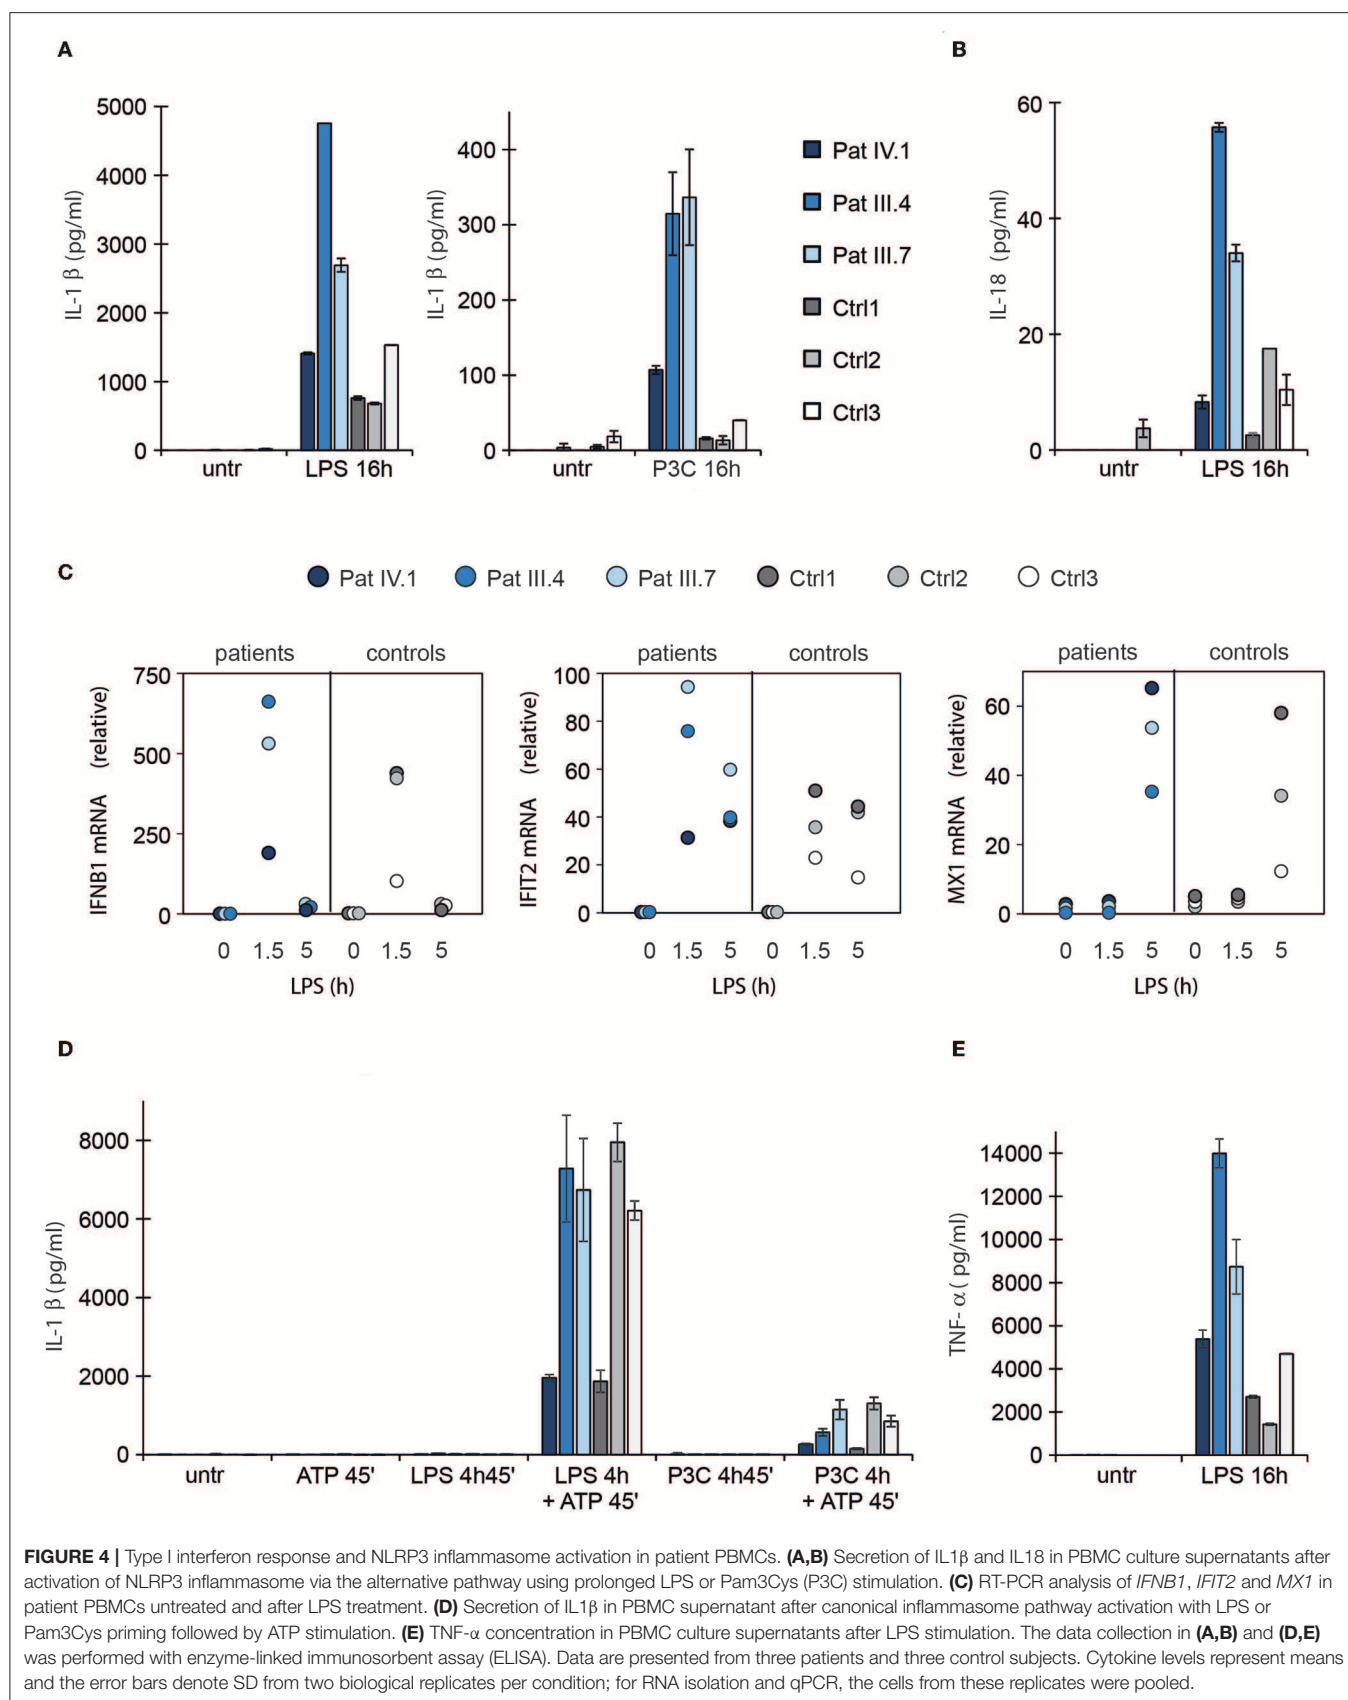 A
5000
4000
3000
2000
1000
0
IL-1 β (pg/ml)
untr
LPS 16h
400
300
200
100
0
IL-1 β (pg/ml)
untr
P3C 16h
Pat IV.1
Pat III.4
Pat III.7
Ctrl1
Ctrl2
Ctrl3
B
60
40
20
0
IL-18 (pg/ml)
untr
LPS 16h
C
Pat IV.1 Pat III.4 Pat III.7 Ctrl1 Ctrl2 Ctrl3
patients controls
750
500
250
0
IFNB1 mRNA (relative)
0 1.5 5 0 1.5 5
LPS (h)
patients controls
100
80
60
40
20
0
IFIT2 mRNA (relative)
0 1.5 5 0 1.5 5
LPS (h)
patients controls
60
40
20
0
MX1 mRNA (relative)
0 1.5 5 0 1.5 5
LPS (h)
D
8000
6000
4000
2000
0
IL-1 β (pg/ml)
untr ATP 45' LPS 4h45' LPS 4h P3C 4h45' P3C 4h
+ ATP 45' + ATP 45'
E
14000
12000
10000
8000
6000
4000
2000
0
TNF- α ( pg/ml)
untr
LPS 16h
FIGURE 4 | Type I interferon response and NLRP3 inflammasome activation in patient PBMCs. (A,B) Secretion of IL1β and IL18 in PBMC culture supernatants after
activation of NLRP3 inflammasome via the alternative pathway using prolonged LPS or Pam3Cys (P3C) stimulation. (C) RT-PCR analysis of IFNB1, IFIT2 and MX1 in
patient PBMCs untreated and after LPS treatment. (D) Secretion of IL1β in PBMC supernatant after canonical inflammasome pathway activation with LPS or
Pam3Cys priming followed by ATP stimulation. (E) TNF-α concentration in PBMC culture supernatants after LPS stimulation. The data collection in (A,B) and (D,E)
was performed with enzyme-linked immunosorbent assay (ELISA). Data are presented from three patients and three control subjects. Cytokine levels represent means
and the error bars denote SD from two biological replicates per condition; for RNA isolation and qPCR, the cells from these replicates were pooled.